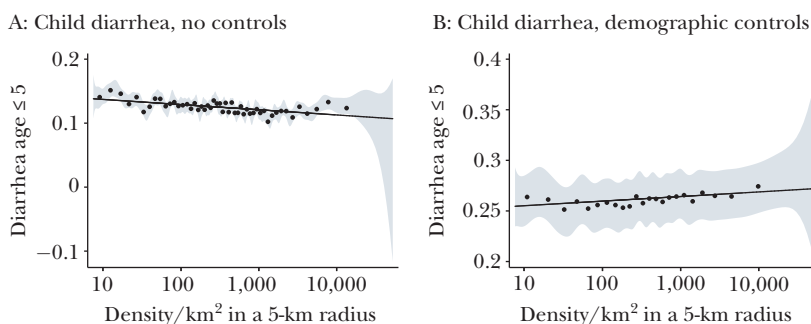 A: Child diarrhea, no controls
Diarrhea age ≤ 5
0.2
0.1
0
−0.1
10
100
1,000
10,000
Density/km² in a 5-km radius
B: Child diarrhea, demographic controls
Diarrhea age ≤ 5
0.4
0.35
0.3
0.25
0.2
10
100
1,000
10,000
Density/km² in a 5-km radius